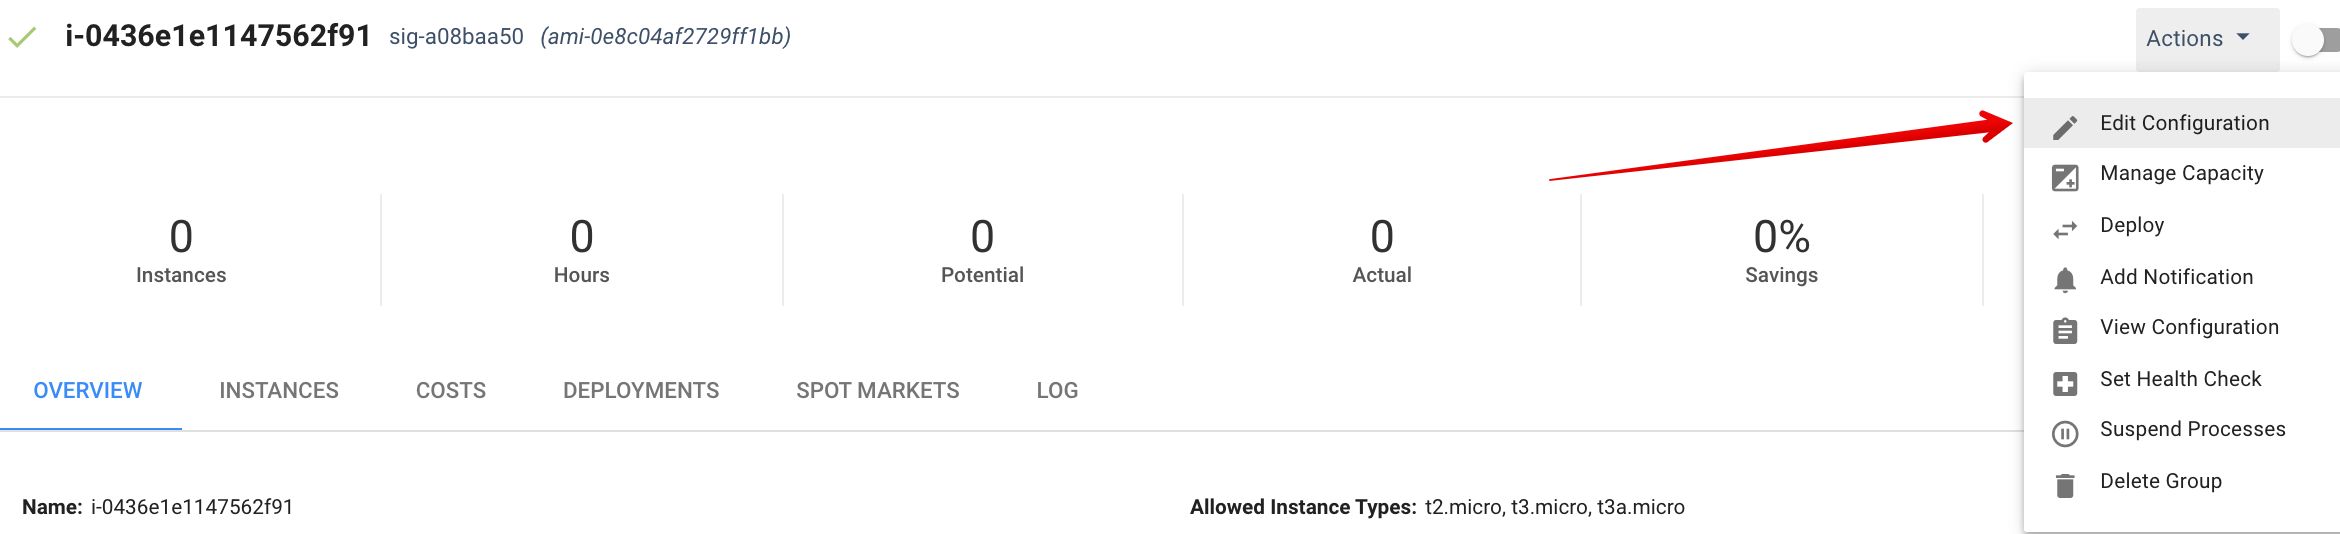 i-0436e1e1147562f91 sig-a08baa50 (ami-0e8c04af2729ff1bb) Actions
Edit Configuration
Manage Capacity
Deploy
Add Notification
View Configuration
Set Health Check
Suspend Processes
Delete Group
0 0 0 0 0%
Instances Hours Potential Actual Savings
OVERVIEW INSTANCES COSTS DEPLOYMENTS SPOT MARKETS LOG
Name: i-0436e1e1147562f91 Allowed Instance Types: t2.micro, t3.micro, t3a.micro